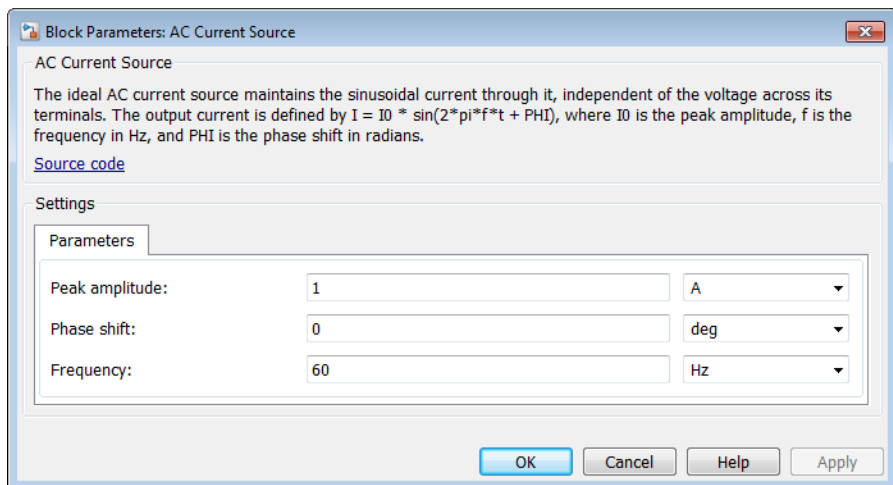 Block Parameters: AC Current Source
AC Current Source
The ideal AC current source maintains the sinusoidal current through it, independent of the voltage across its
terminals. The output current is defined by I = I0 * sin(2*pi*f*t + PHI), where I0 is the peak amplitude, f is the
frequency in Hz, and PHI is the phase shift in radians.
Source code
Settings
Parameters
Peak amplitude: 1 A
Phase shift: 0 deg
Frequency: 60 Hz
OK Cancel Help Apply